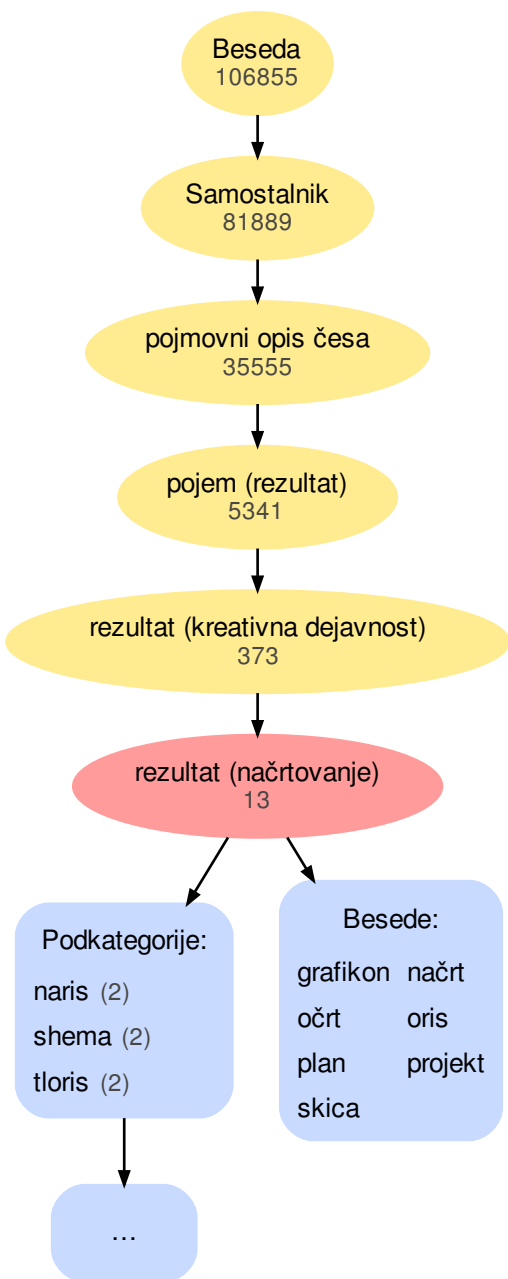 Beseda
106855
Samostalnik
81889
pojmovni opis česa
35555
pojem (rezultat)
5341
rezultat (kreativna dejavnost)
373
rezultat (načrtovanje)
13
Podkategorije:
naris (2)
shema (2)
tloris (2)
Besede:
grafikon načrt
očrt oris
plan projekt
skica
...